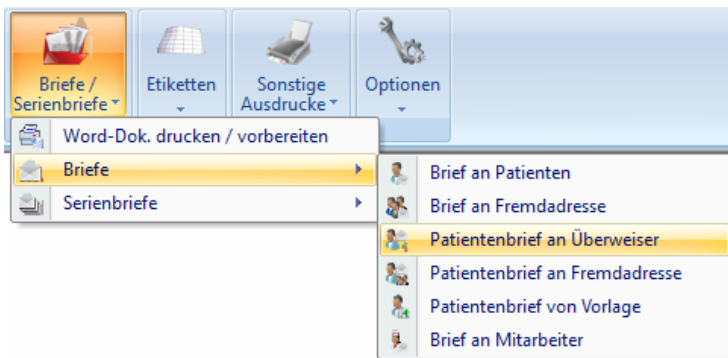 Briefe /
Serienbriefe
Etiketten
Sonstige
Ausdrucke
Optionen
Word-Dok. drucken / vorbereiten
Briefe
Serienbriefe
Brief an Patienten
Brief an Fremdadresse
Patientenbrief an Überweiser
Patientenbrief an Fremdadresse
Patientenbrief von Vorlage
Brief an Mitarbeiter